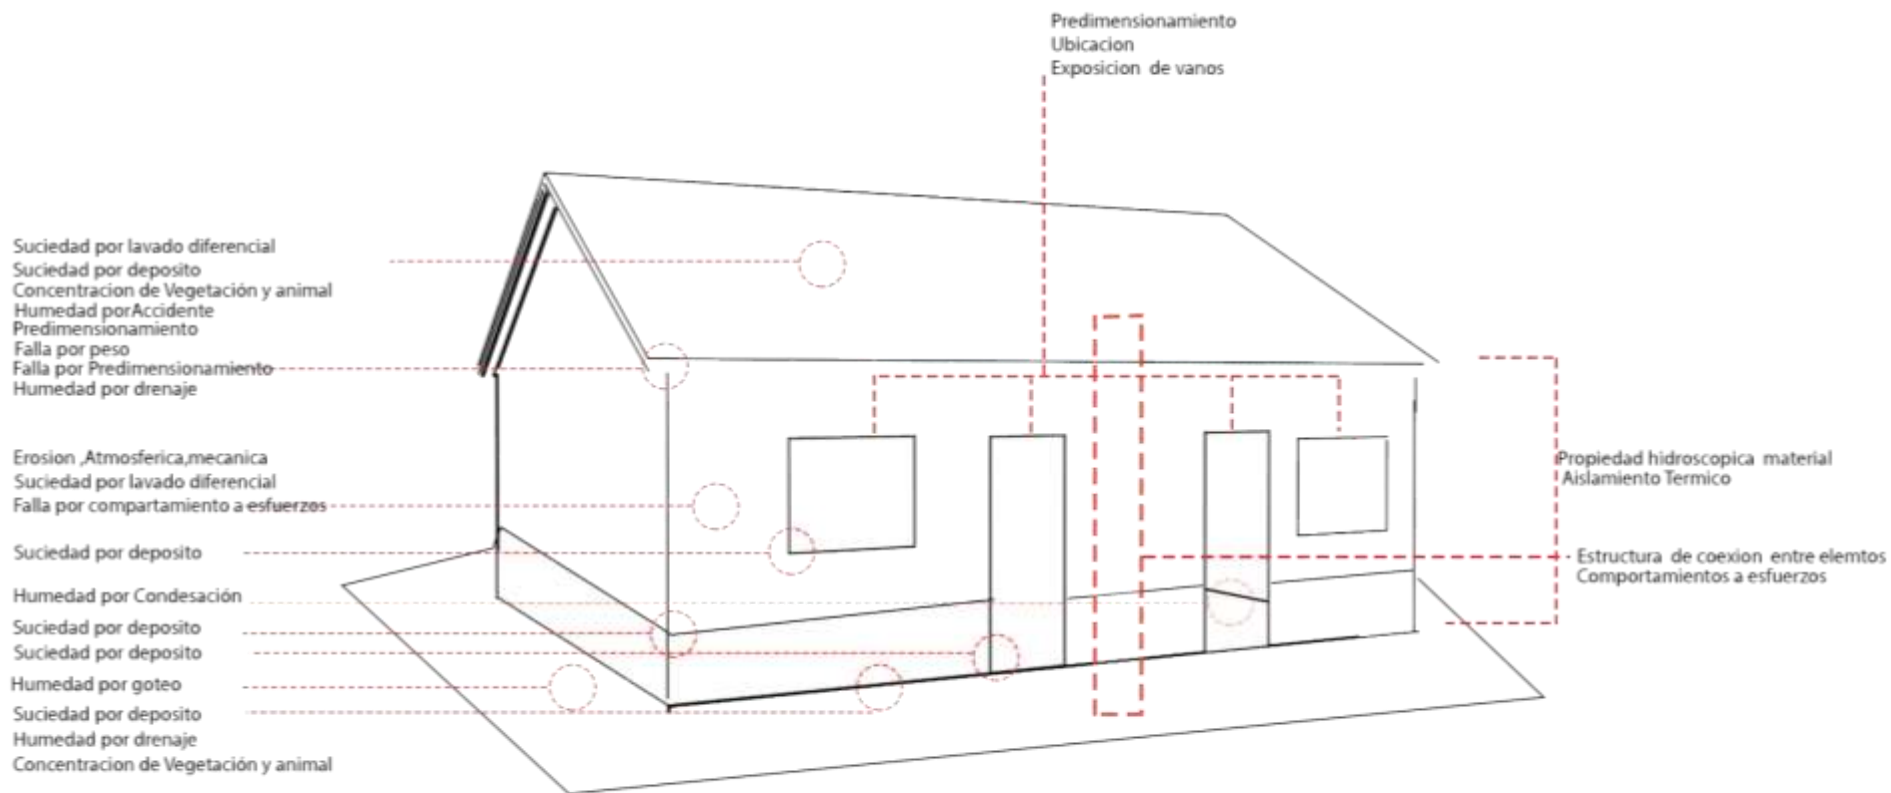 Predimensionamiento
Ubicacion
Exposicion de vanos
Suciedad por lavado diferencial
Suciedad por deposito
Concentracion de Vegetación y animal
Humedad porAccidente
Predimensionamiento
Falla por peso
Falla por Predimensionamiento
Humedad por drenaje
Erosion ,Atmosferica,mecanica
Suciedad por lavado diferencial
Falla por compartamiento a esfuerzos
Suciedad por deposito
Humedad por Condesación
Suciedad por deposito
Suciedad por deposito
Humedad por goteo
Suciedad por deposito
Humedad por drenaje
Concentracion de Vegetación y animal
Propiedad hidroscopica material
Aislamiento Termico
Estructura de coexion entre elemtos
Comportamientos a esfuerzos